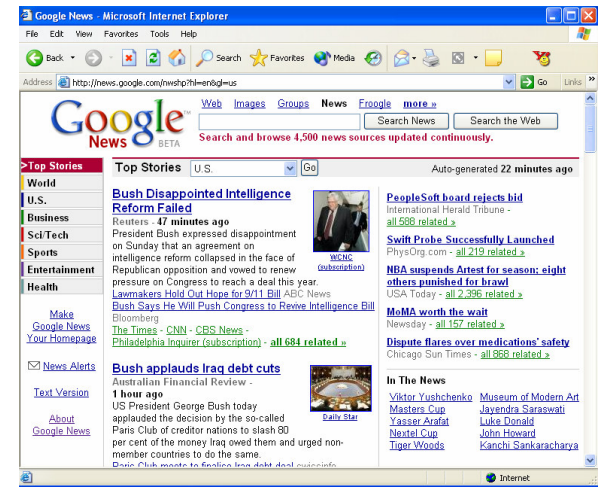 Google News - Microsoft Internet Explorer
File Edit View Favorites Tools Help
Back Search Favorites Media
Address http://news.google.com/nwshp?hl=en&gl=us Go Links »
Web Images Groups News Froogle more »
Google™
News BETA
Search News Search the Web
Search and browse 4,500 news sources updated continuously.
>Top Stories
World
U.S.
Business
Sci/Tech
Sports
Entertainment
Health
Make
Google News
Your Homepage
News Alerts
Text Version
About
Google News
Top Stories U.S. Go Auto-generated 22 minutes ago
Bush Disappointed Intelligence
Reform Failed
Reuters - 47 minutes ago
President Bush expressed disappointment
on Sunday that an agreement on
intelligence reform collapsed in the face of
Republican opposition and vowed to renew
pressure on Congress to reach a deal this year.
WCNC
(subscription)
Lawmakers Hold Out Hope for 9/11 Bill ABC News
Bush Says He Will Push Congress to Revive Intelligence Bill
Bloomberg
The Times - CNN - CBS News -
Philadelphia Inquirer (subscription) - all 684 related »
Bush applauds Iraq debt cuts
Australian Financial Review -
1 hour ago
US President George Bush today
applauded the decision by the so-called
Paris Club of creditor nations to slash 80
per cent of the money Iraq owed them and urged non-
member countries to do the same.
Daily Star
Paris Club meets to finalise Iraq debt deal swissinfo
PeopleSoft board rejects bid
International Herald Tribune -
all 588 related »
Swift Probe Successfully Launched
PhysOrg.com - all 219 related »
NBA suspends Artest for season; eight
others punished for brawl
USA Today - all 2,396 related »
MoMA worth the wait
Newsday - all 157 related »
Dispute flares over medications' safety
Chicago Sun Times - all 868 related »
In The News
Viktor Yushchenko Museum of Modern Art
Masters Cup Jayendra Saraswati
Yasser Arafat Luke Donald
Nextel Cup John Howard
Tiger Woods Kanchi Sankaracharya
Internet